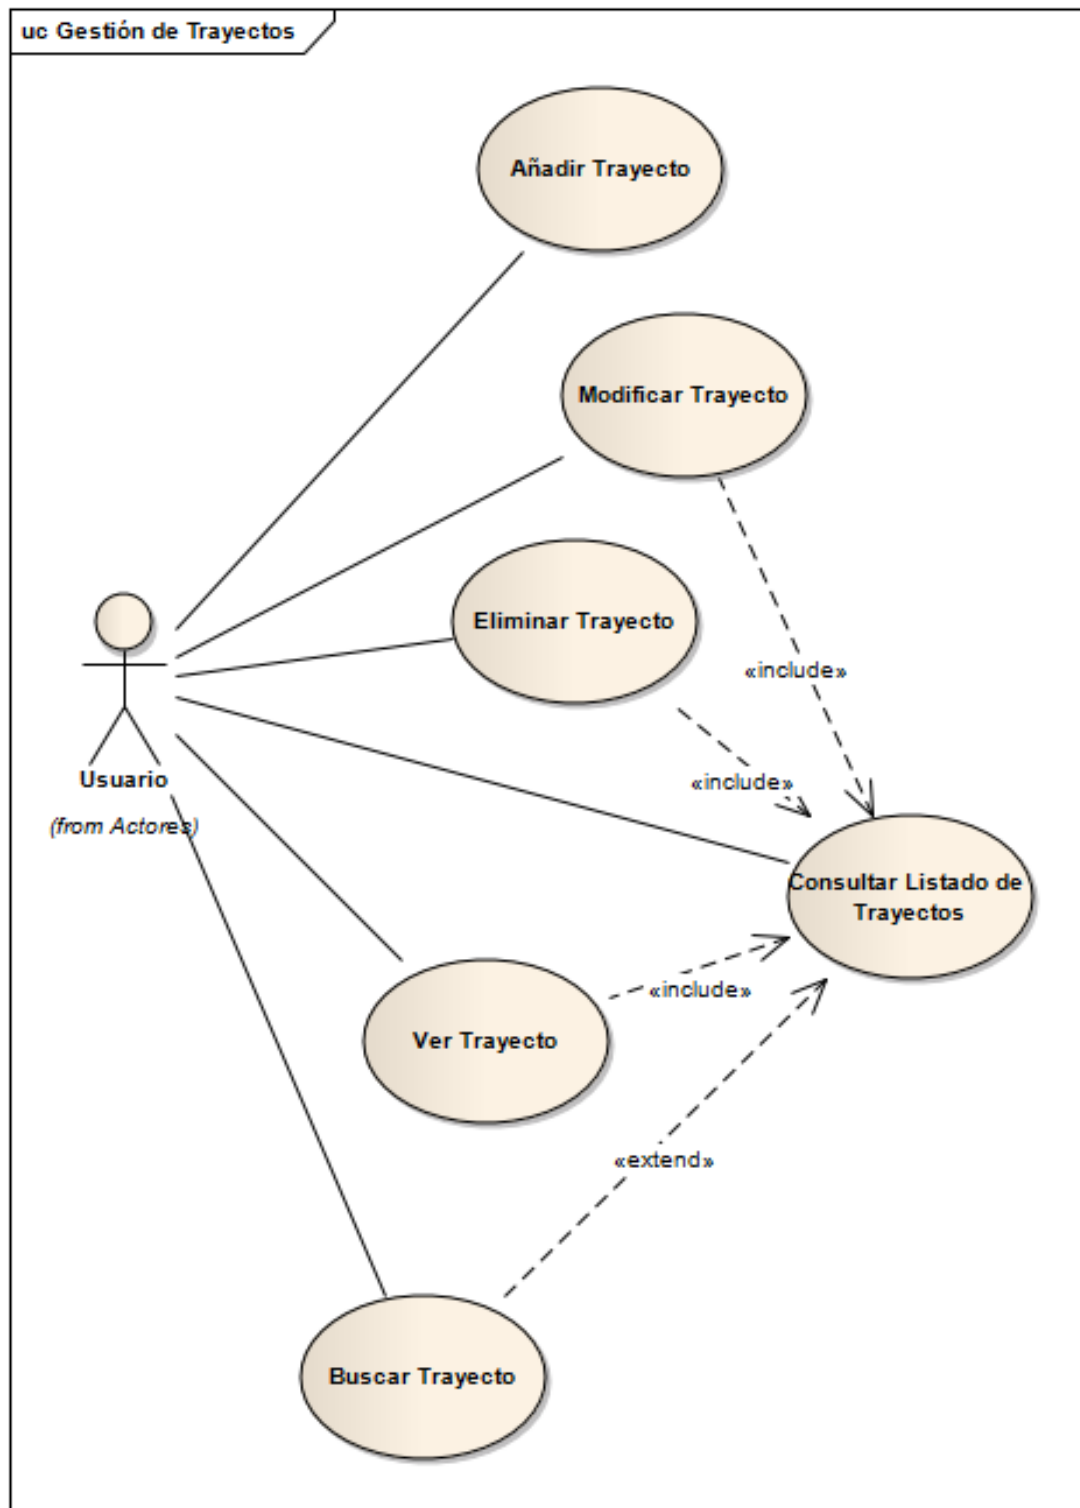 uc Gestión de Trayectos
Añadir Trayecto
Modificar Trayecto
Eliminar Trayecto
«include»
«include»
Usuario
(from Actores)
Consultar Listado de
Trayectos
«include»
Ver Trayecto
«extend»
Buscar Trayecto